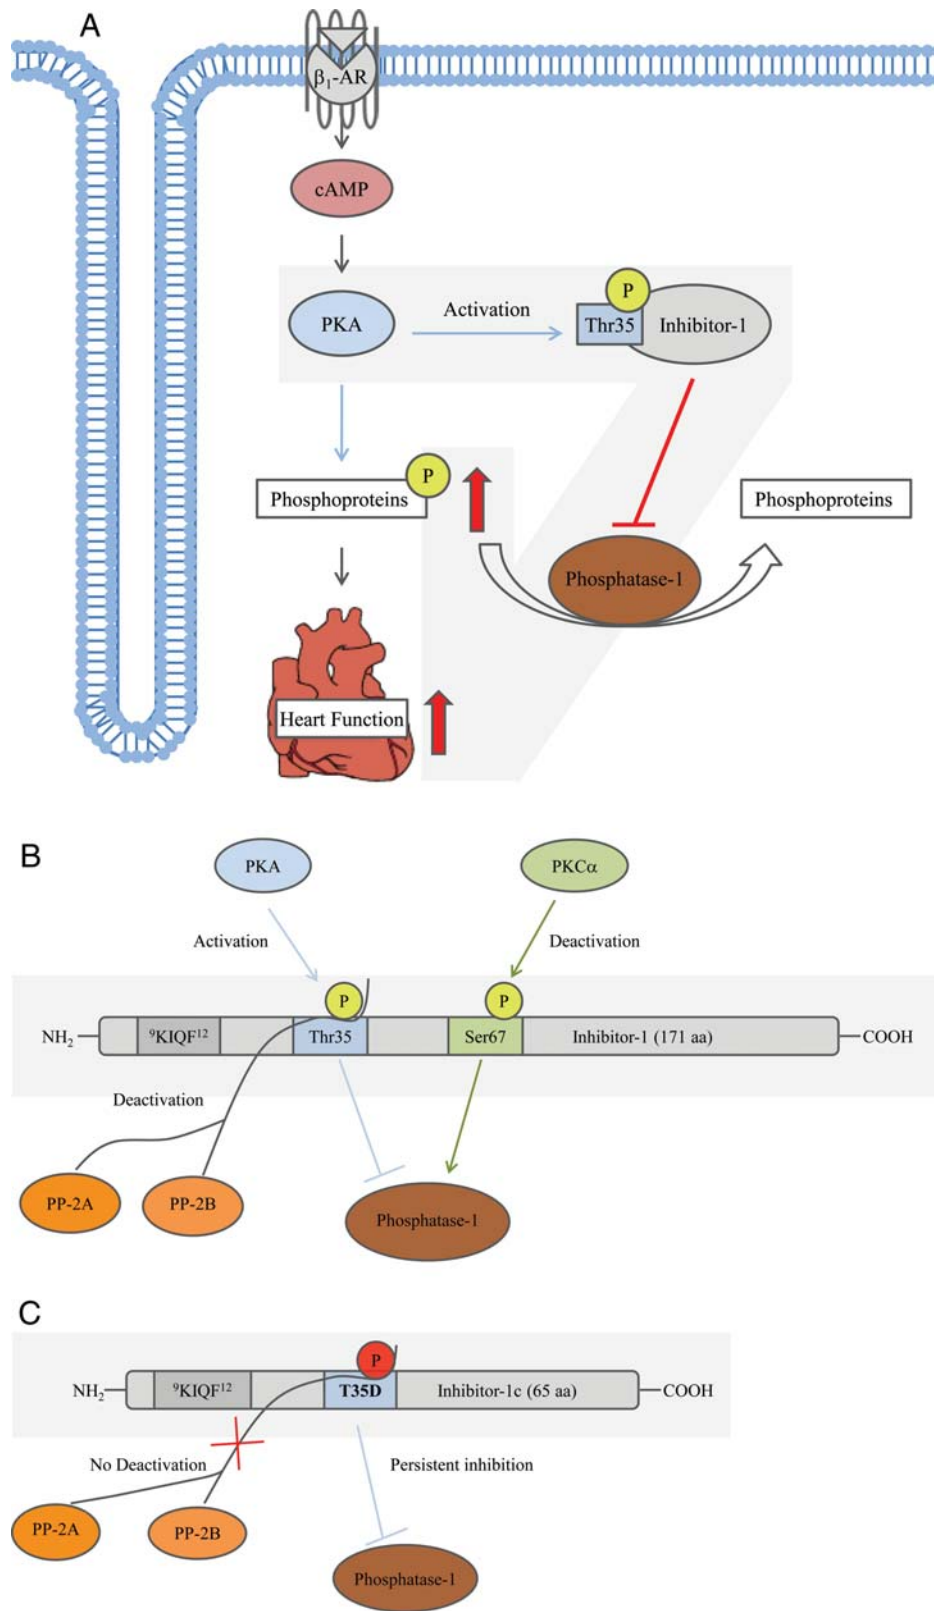 A
β₁-AR
cAMP
PKA
Activation
P
Thr35
Inhibitor-1
Phosphoproteins
P
Phosphoproteins
Phosphatase-1
Heart Function
B
PKA
PKCα
Activation
Deactivation
P
P
NH₂
⁹KIQF¹²
Thr35
Ser67
Inhibitor-1 (171 aa)
COOH
Deactivation
PP-2A
PP-2B
Phosphatase-1
C
P
NH₂
⁹KIQF¹²
T35D
Inhibitor-1c (65 aa)
COOH
No Deactivation
Persistent inhibition
PP-2A
PP-2B
Phosphatase-1